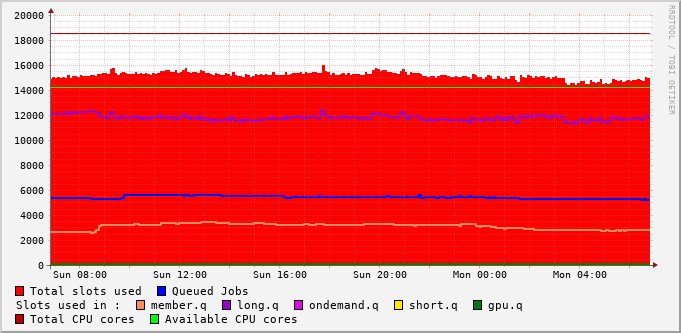 RRDTOOL / TOBI OETIKER
20000
18000
16000
14000
12000
10000
8000
6000
4000
2000
0
Sun 08:00 Sun 12:00 Sun 16:00 Sun 20:00 Mon 00:00 Mon 04:00
Total slots used Queued Jobs
Slots used in : member.q long.q ondemand.q short.q gpu.q
Total CPU cores Available CPU cores